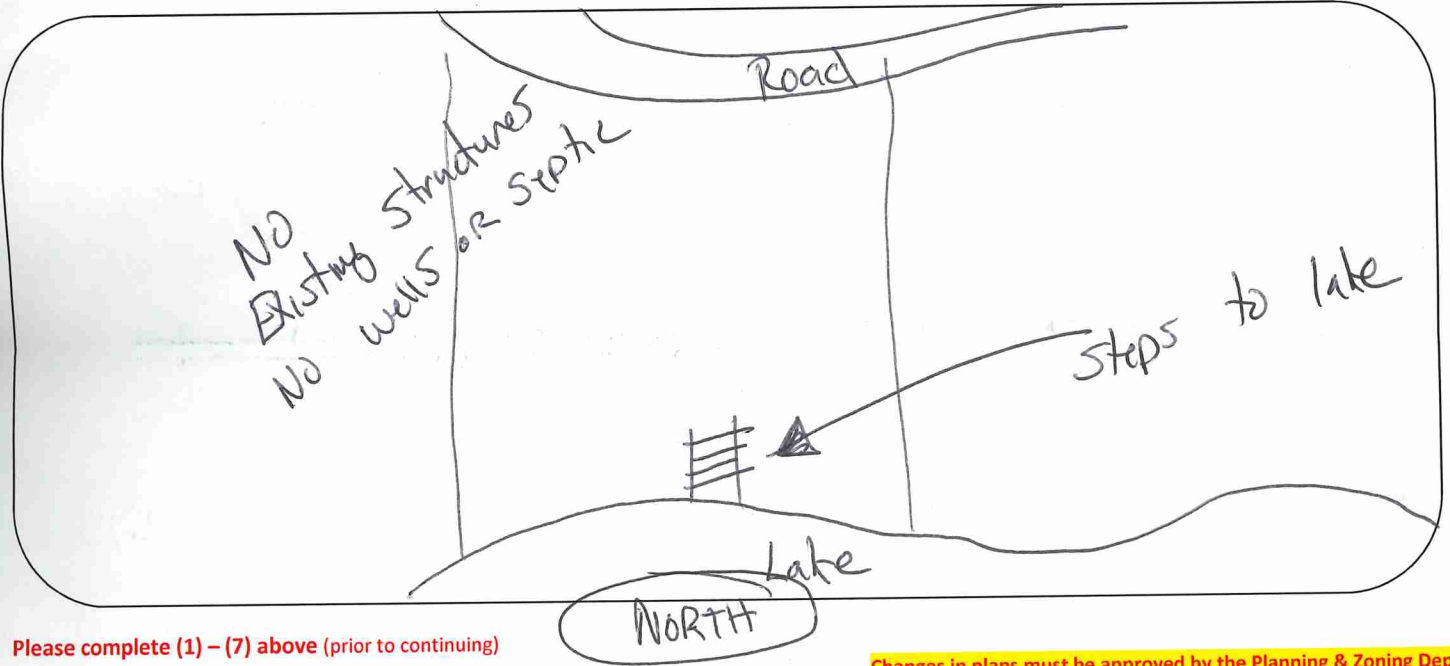 Road
NO
Existing structures
No wells OR Septic
Steps to lake
Lake
NORTH
Please complete (1) – (7) above (prior to continuing)
Changes in plans must be approved by the Planning & Zoning Dep